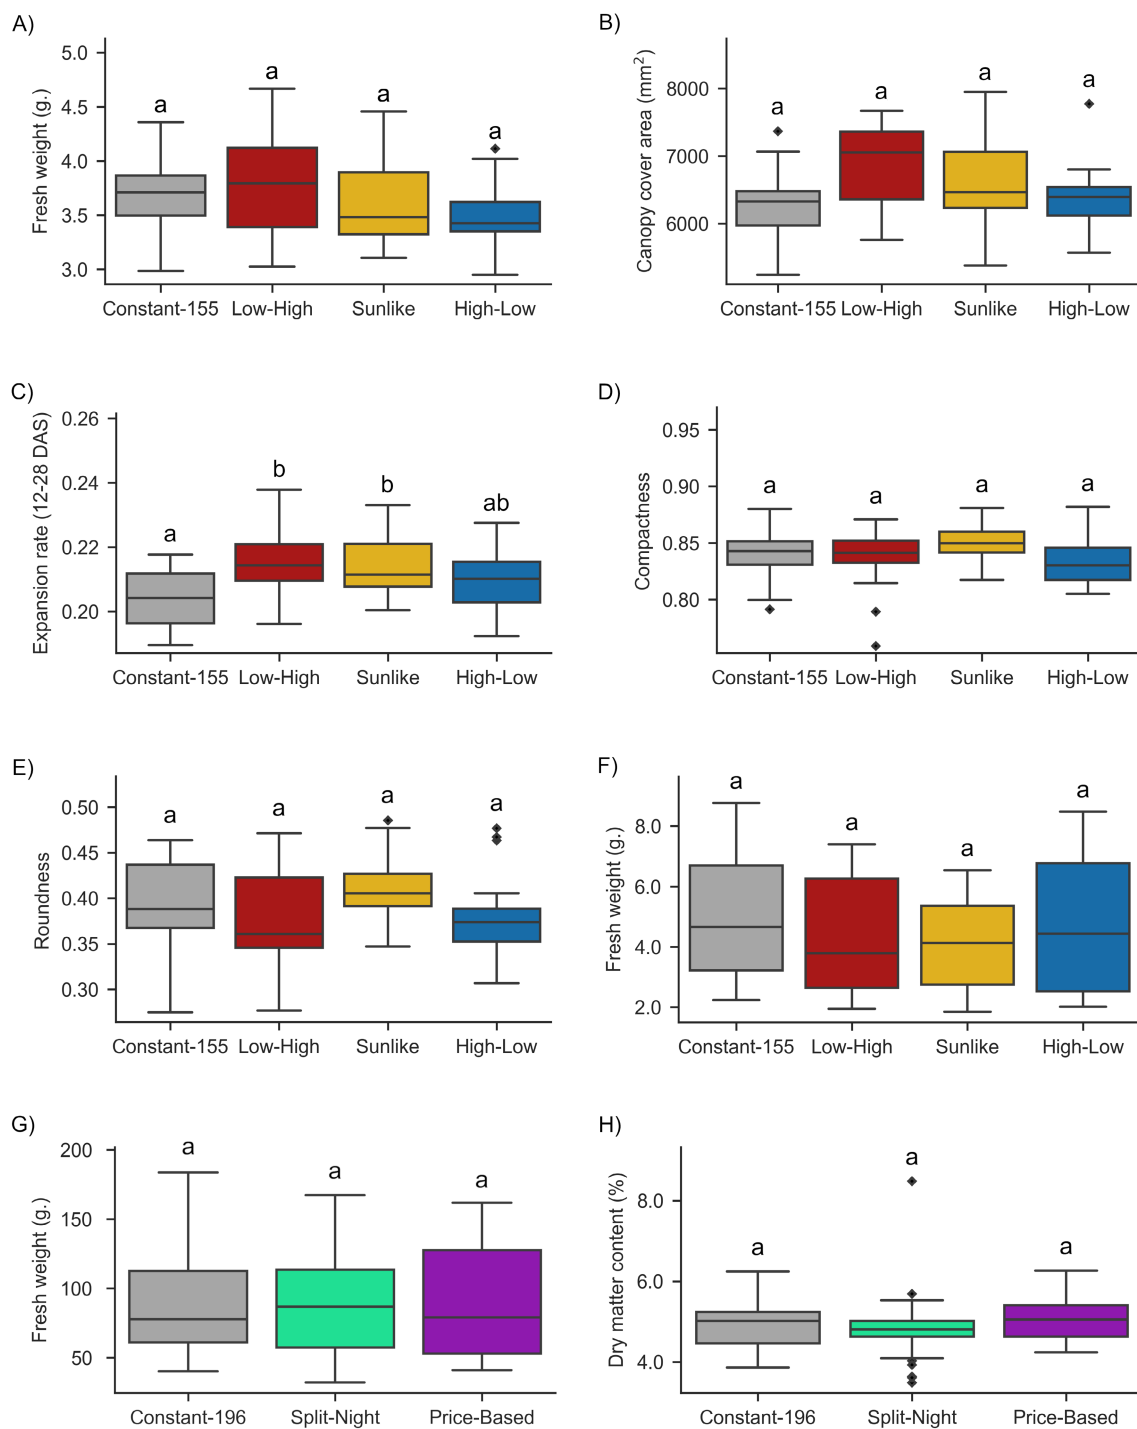 A)
Fresh weight (g.)
5.0
4.5
4.0
3.5
3.0
a
a
a
a
Constant-155
Low-High
Sunlike
High-Low
B)
Canopy cover area (mm²)
8000
7000
6000
a
a
a
a
Constant-155
Low-High
Sunlike
High-Low
C)
Expansion rate (12-28 DAS)
0.26
0.24
0.22
0.20
a
b
b
ab
Constant-155
Low-High
Sunlike
High-Low
D)
Compactness
0.95
0.90
0.85
0.80
a
a
a
a
Constant-155
Low-High
Sunlike
High-Low
E)
Roundness
0.50
0.45
0.40
0.35
0.30
a
a
a
a
Constant-155
Low-High
Sunlike
High-Low
F)
Fresh weight (g.)
8.0
6.0
4.0
2.0
a
a
a
a
Constant-155
Low-High
Sunlike
High-Low
G)
Fresh weight (g.)
200
150
100
50
a
a
a
Constant-196
Split-Night
Price-Based
H)
Dry matter content (%)
8.0
6.0
4.0
a
a
a
Constant-196
Split-Night
Price-Based